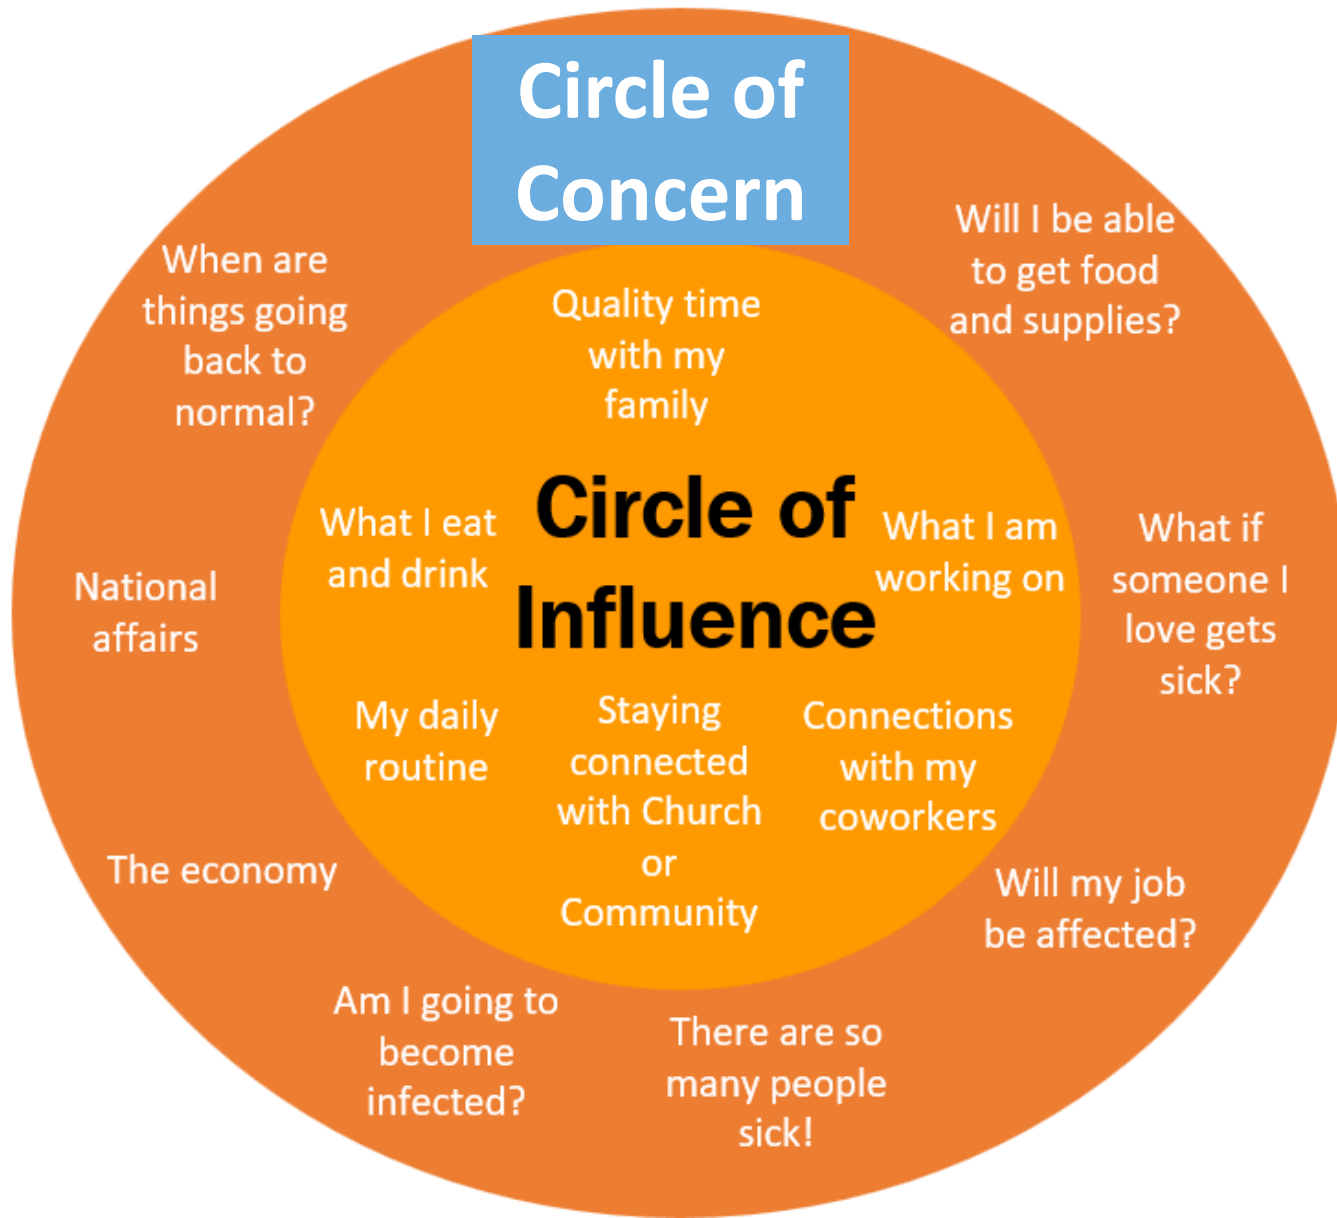 Circle of
Concern
When are
things going
back to
normal?
Will I be able
to get food
and supplies?
Quality time
with my
family
Circle of
Influence
What I eat
and drink
What I am
working on
National
affairs
What if
someone I
love gets
sick?
My daily
routine
Staying
connected
with Church
or
Community
Connections
with my
coworkers
The economy
Will my job
be affected?
Am I going to
become
infected?
There are so
many people
sick!